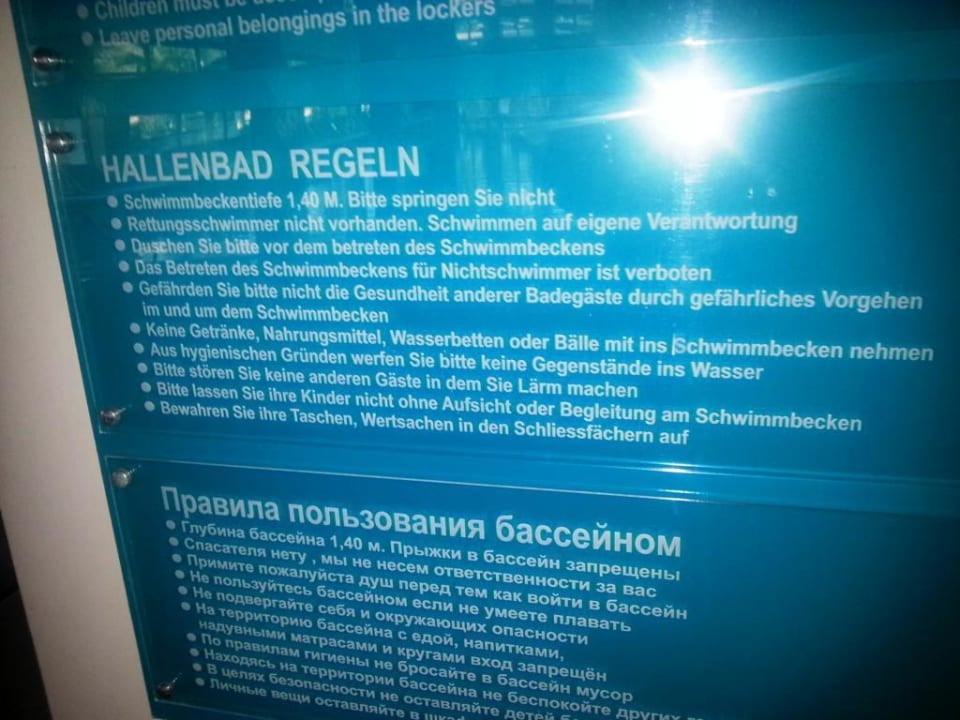 ● Children must be
● Leave personal belongings in the lockers
HALLENBAD REGELN
● Schwimmbeckentiefe 1,40 M. Bitte springen Sie nicht
● Rettungsschwimmer nicht vorhanden. Schwimmen auf eigene Verantwortung
● Duschen Sie bitte vor dem betreten des Schwimmbeckens
● Das Betreten des Schwimmbeckens für Nichtschwimmer ist verboten
● Gefährden Sie bitte nicht die Gesundheit anderer Badegäste durch gefährliches Vorgehen
im und um dem Schwimmbecken
● Keine Getränke, Nahrungsmittel, Wasserbetten oder Bälle mit ins Schwimmbecken nehmen
● Aus hygienischen Gründen werfen Sie bitte keine Gegenstände ins Wasser
● Bitte stören Sie keine anderen Gäste in dem Sie Lärm machen
● Bitte lassen Sie ihre Kinder nicht ohne Aufsicht oder Begleitung am Schwimmbecken
● Bewahren Sie ihre Taschen, Wertsachen in den Schliessfächern auf
Правила пользования бассейном
● Глубина бассейна 1,40 м. Прыжки в бассейн запрещены
● Спасателя нету , мы не несем ответственности за вас
● Примите пожалуйста душ перед тем как войти в бассейн
● Не пользуйтесь бассейном если не умеете плавать
● Не подвергайте себя и окружающих опасности
● На территорию бассейна с едой, напитками,
надувными матрасами и кругами вход запрещён
● По правилам гигиены не бросайте в бассейн мусор
● Находясь на территории бассейна не беспокойте других
● В целях безопасности не оставляйте детей
● Личные вещи оставляйте в